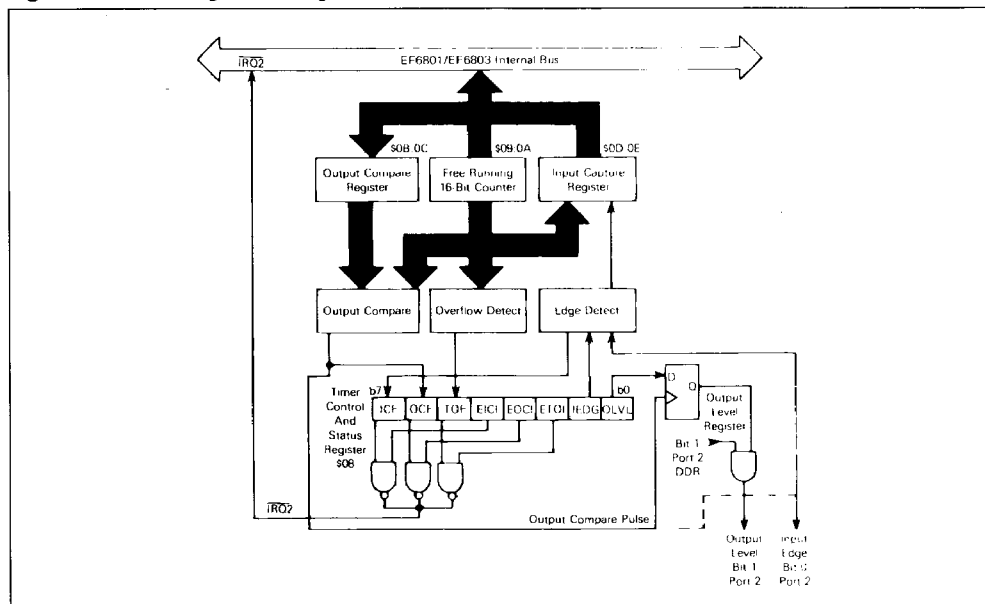 IRQ2
EF6801/EF6803 Internal Bus
$0B:0C
$09:0A
$0D:0E
Output Compare
Register
Free Running
16-Bit Counter
Input Capture
Register
Output Compare
Overflow Detect
Edge Detect
Timer
Control
And
Status
Register
$08
b7
b0
ICF OCF TOF EICI EOCI ETOI IEDG OLVL
D
Q
Output
Level
Register
Bit 1
Port 2
DDR
IRQ2
Output Compare Pulse
Output
Level
Bit 1
Port 2
Input
Edge
Bit 0
Port 2